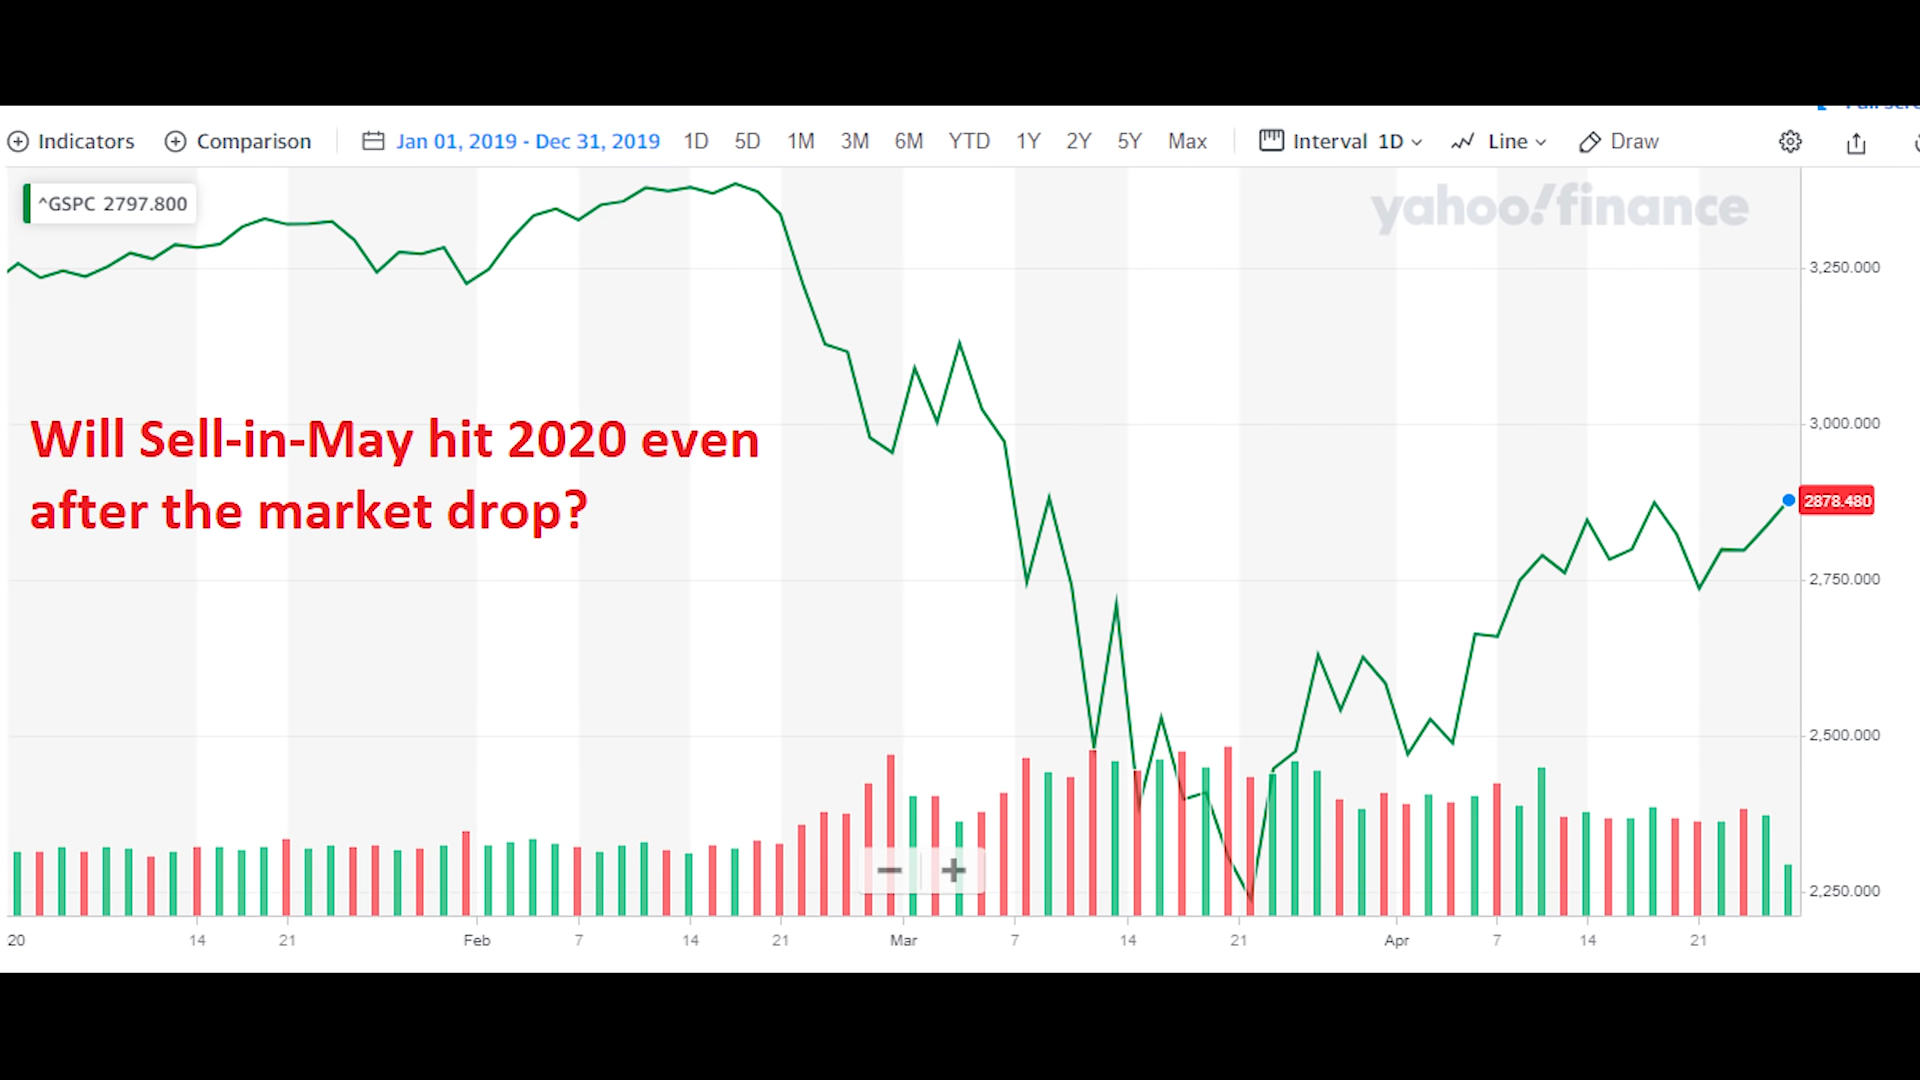 Indicators Comparison Jan 01, 2019 - Dec 31, 2019 1D 5D 1M 3M 6M YTD 1Y 2Y 5Y Max Interval 1D Line Draw
^GSPC 2797.800
yahoo!finance
3,250.000
Will Sell-in-May hit 2020 even
after the market drop?
3,000.000
2878.480
2,750.000
2,500.000
2,250.000
20 14 21 Feb 7 14 21 Mar 7 14 21 Apr 7 14 21